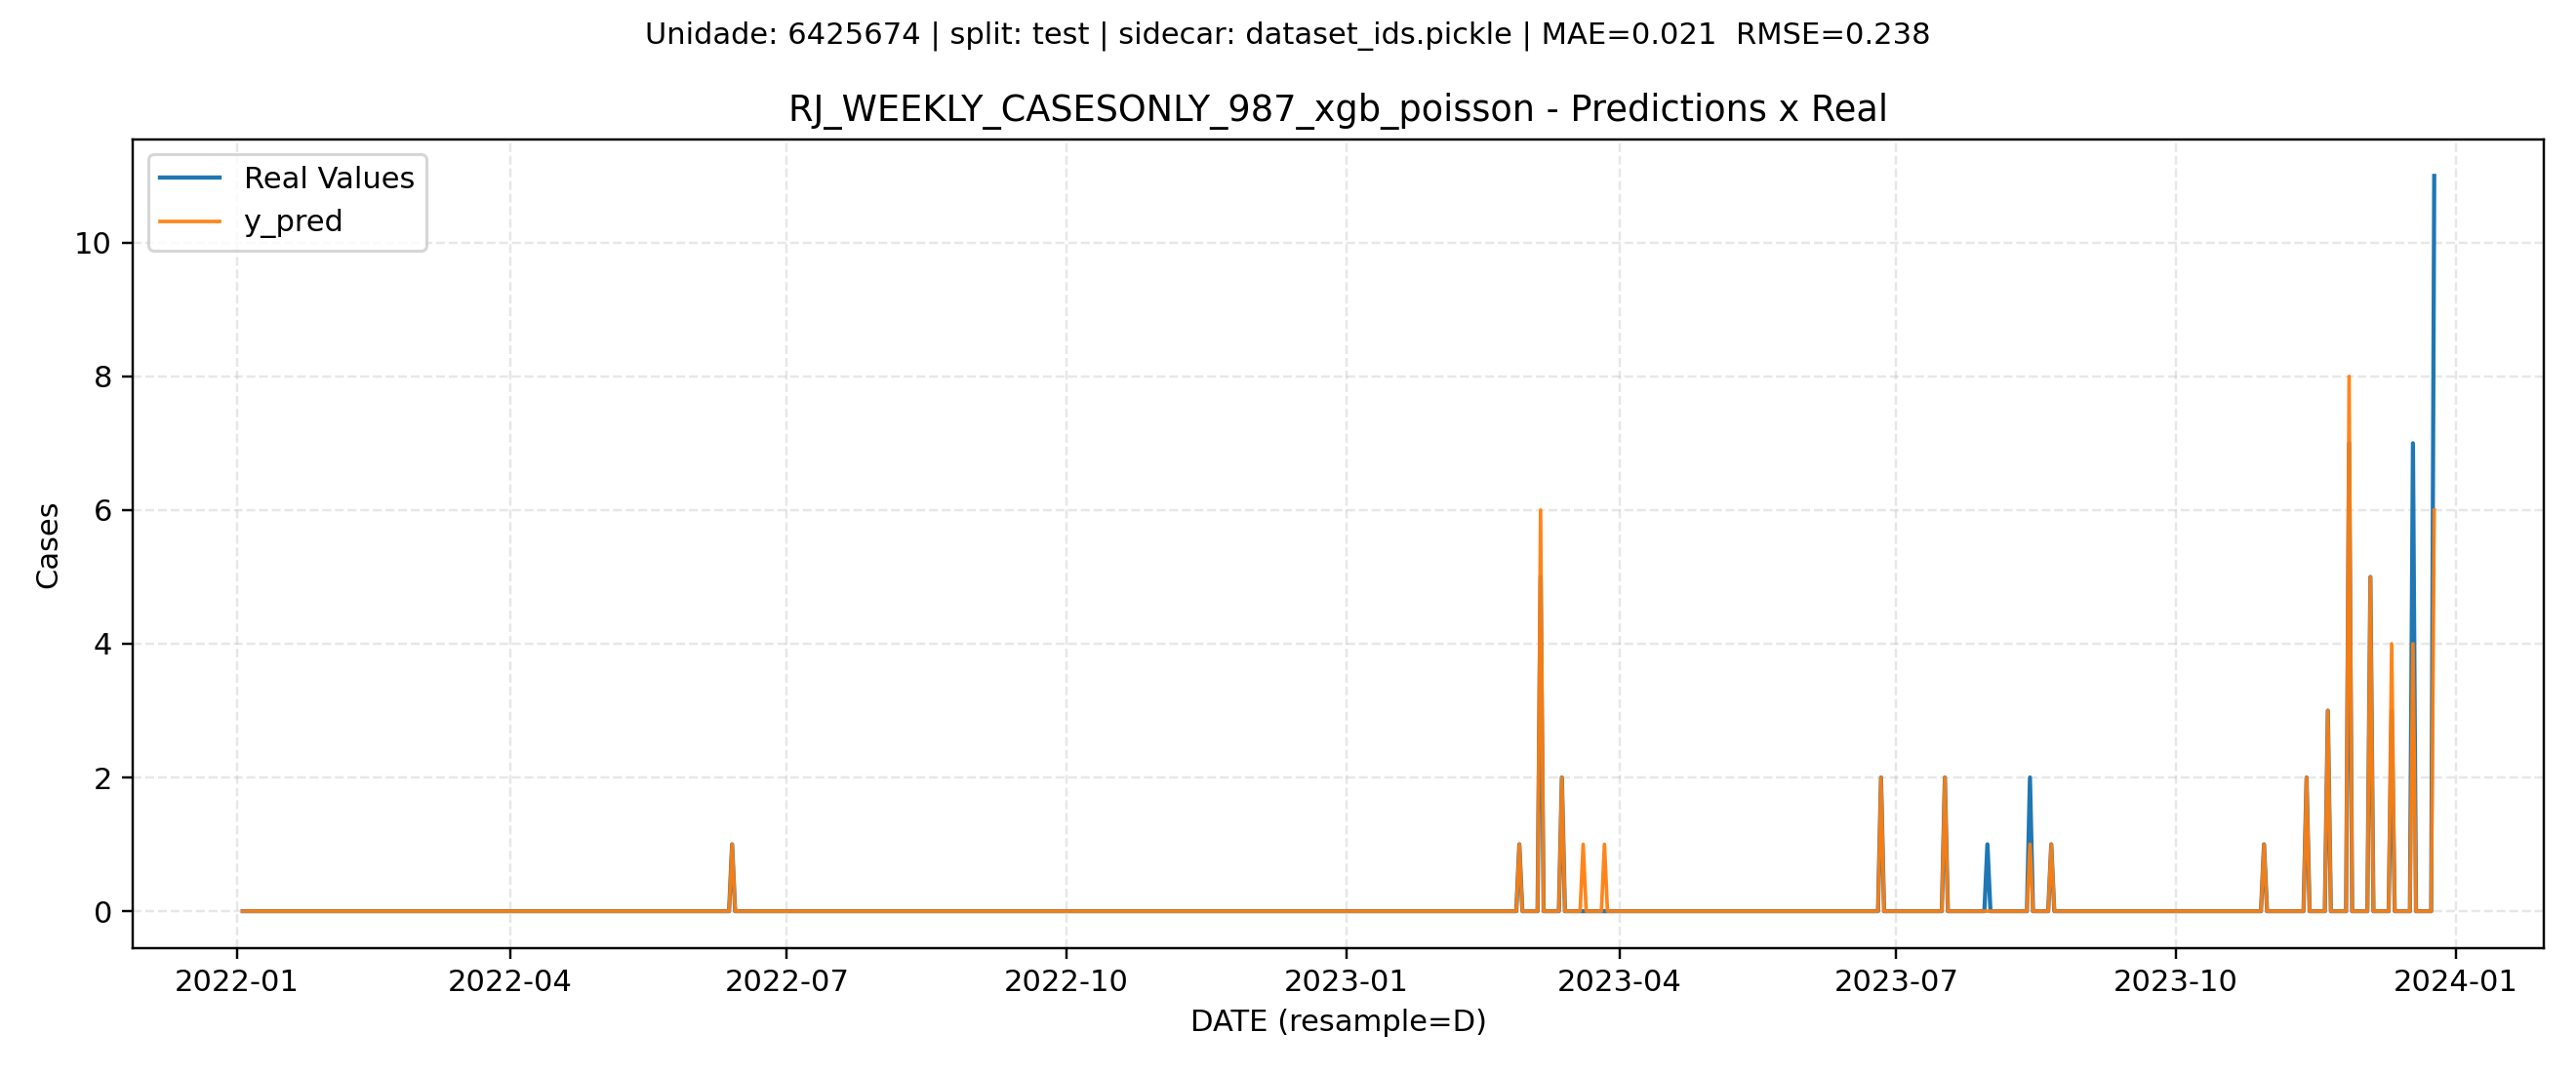 Unidade: 6425674 | split: test | sidecar: dataset_ids.pickle | MAE=0.021  RMSE=0.238
RJ_WEEKLY_CASESONLY_987_xgb_poisson - Predictions x Real
Real Values
y_pred
10
8
6
4
2
0
Cases
2022-01
2022-04
2022-07
2022-10
2023-01
2023-04
2023-07
2023-10
2024-01
DATE (resample=D)